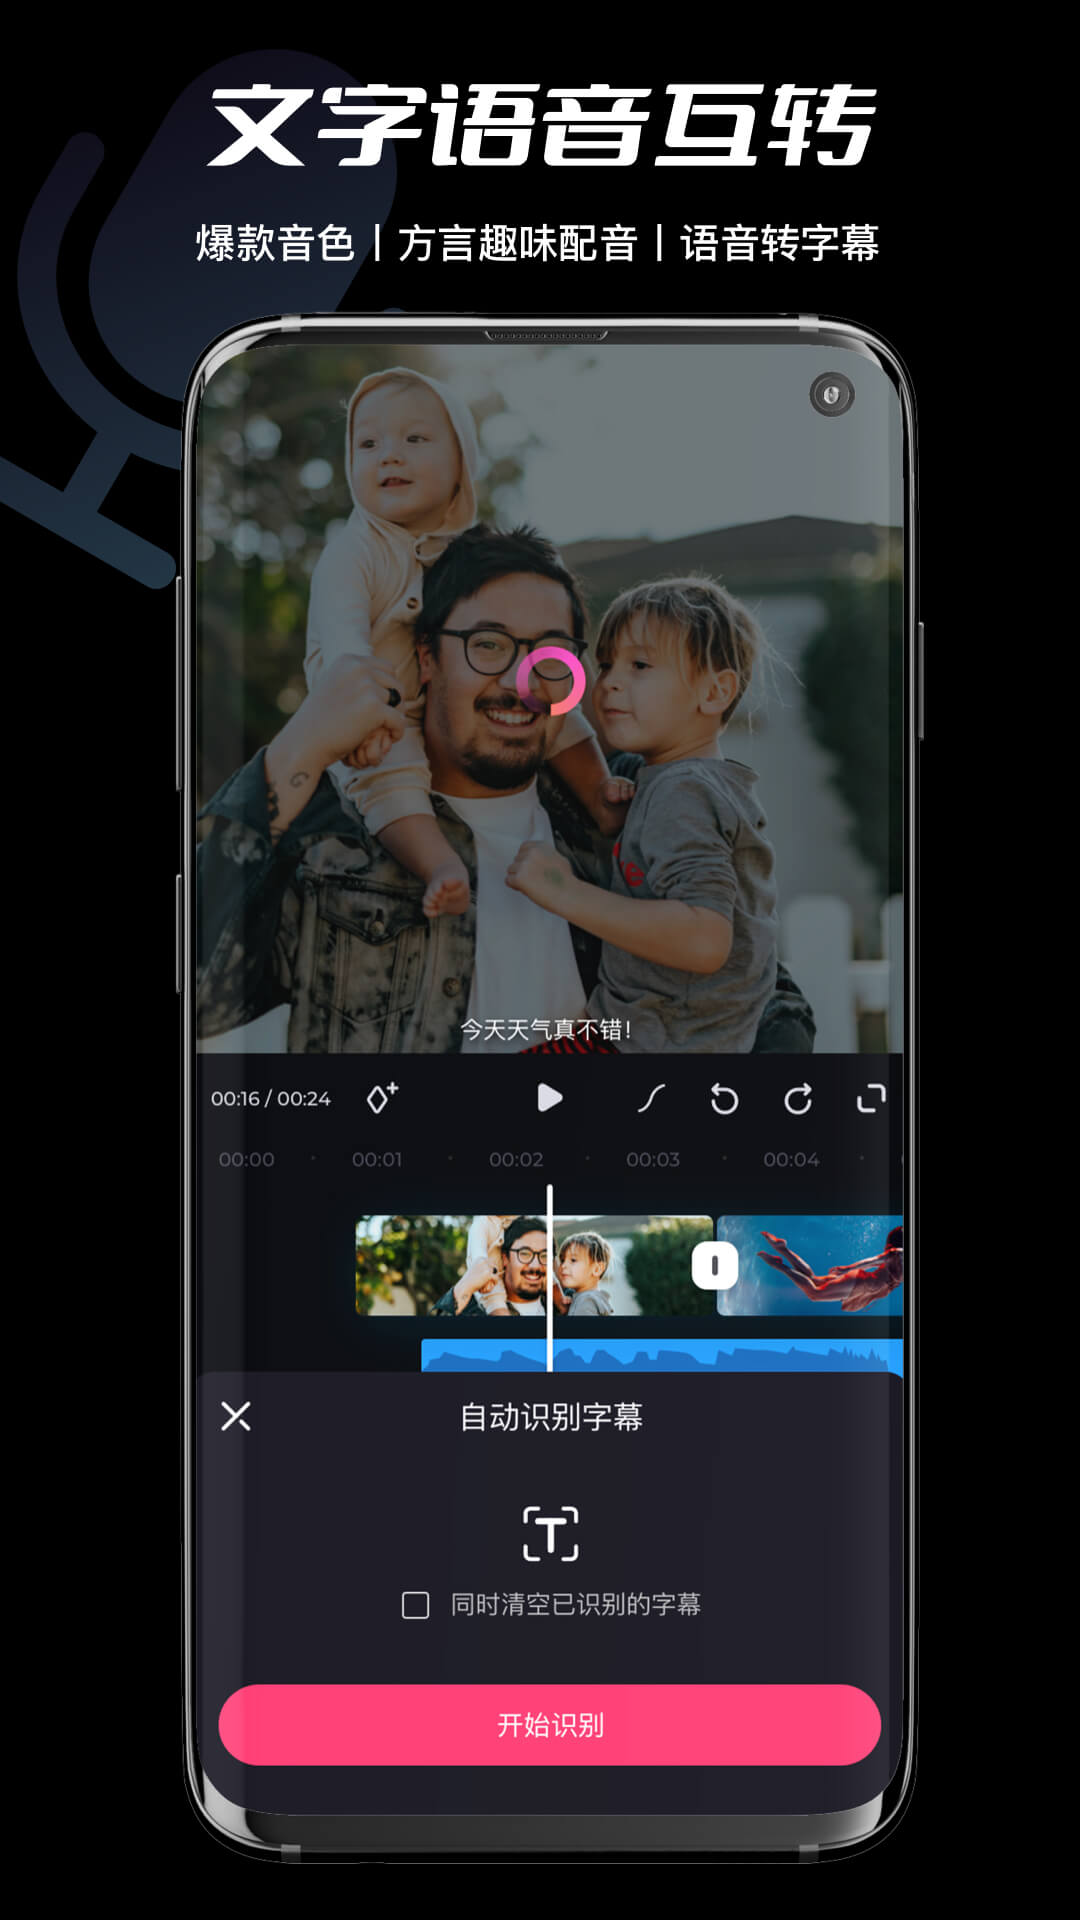 文字语音互转
爆款音色 | 方言趣味配音 | 语音转字幕
今天天气真不错!
00:16 / 00:24
00:00 00:01 00:02 00:03 00:04
自动识别字幕
T
同时清空已识别的字幕
开始识别